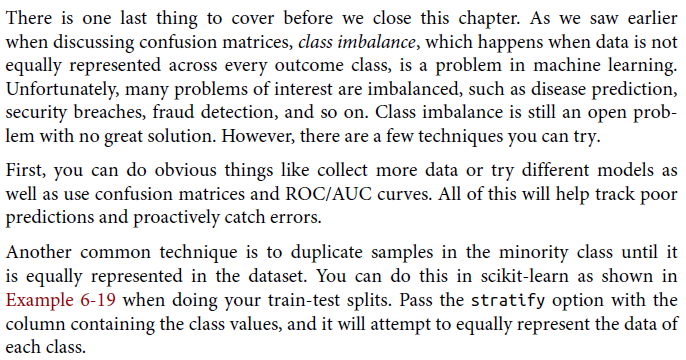 There is one last thing to cover before we close this chapter. As we saw earlier
when discussing confusion matrices, class imbalance, which happens when data is not
equally represented across every outcome class, is a problem in machine learning.
Unfortunately, many problems of interest are imbalanced, such as disease prediction,
security breaches, fraud detection, and so on. Class imbalance is still an open prob-
lem with no great solution. However, there are a few techniques you can try.
First, you can do obvious things like collect more data or try different models as
well as use confusion matrices and ROC/AUC curves. All of this will help track poor
predictions and proactively catch errors.
Another common technique is to duplicate samples in the minority class until it
is equally represented in the dataset. You can do this in scikit-learn as shown in
Example 6-19 when doing your train-test splits. Pass the stratify option with the
column containing the class values, and it will attempt to equally represent the data of
each class.